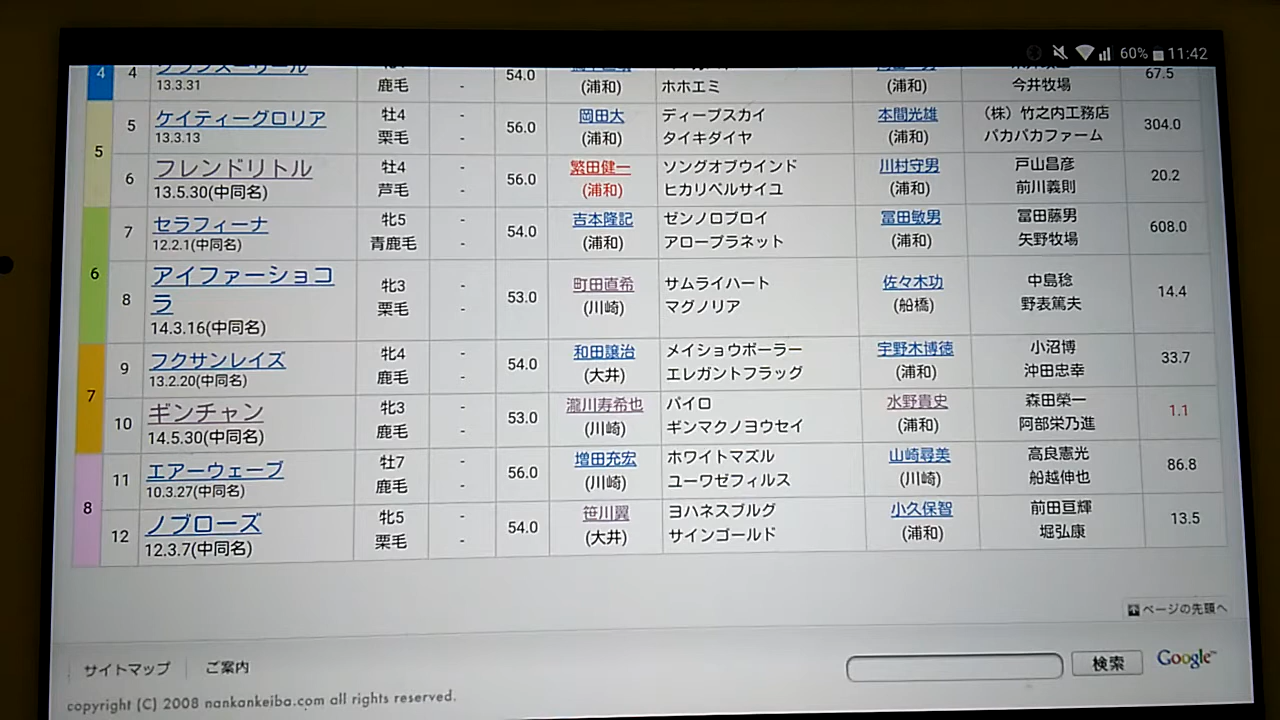 60% 11:42
4 4 54.0 67.5
13.3.31 鹿毛 - (浦和) ホホエミ (浦和) 今井牧場
5 5 ケイティーグロリア 牡4 - 56.0 岡田大 ディープスカイ 本間光雄 (株)竹之内工務店 304.0
13.3.13 栗毛 - (浦和) タイキダイヤ (浦和) パカパカファーム
6 フレンドリトル 牡4 - 56.0 繁田健一 ソングオブウインド 川村守男 戸山昌彦 20.2
13.5.30(中同名) 芦毛 - (浦和) ヒカリペルサイユ (浦和) 前川義則
6 7 セラフィーナ 牝5 - 54.0 吉本隆記 ゼンノロブロイ 冨田敏男 冨田藤男 608.0
12.2.1(中同名) 青鹿毛 - (浦和) アロープラネット (浦和) 矢野牧場
8 アイファーショコ
ラ 牝3 - 53.0 町田直希 サムライハート 佐々木功 中島稔 14.4
14.3.16(中同名) 栗毛 - (川崎) マグノリア (船橋) 野表篤夫
7 9 フクサンレイズ 牝4 - 54.0 和田譲治 メイショウボーラー 宇野木博徳 小沼博 33.7
13.2.20(中同名) 鹿毛 - (大井) エレガントフラッグ (浦和) 沖田忠幸
10 ギンチャン 牝3 - 53.0 瀧川寿希也 パイロ 水野貴史 森田榮一 1.1
14.5.30(中同名) 鹿毛 - (川崎) ギンマクノヨウセイ (浦和) 阿部栄乃進
8 11 エアーウェーブ 牡7 - 56.0 増田充宏 ホワイトマズル 山崎尋美 高良憲光 86.8
10.3.27(中同名) 鹿毛 - (川崎) ユーワゼフィルス (川崎) 船越伸也
12 ノブローズ 牝5 - 54.0 笹川翼 ヨハネスブルグ 小久保智 前田亘輝 13.5
12.3.7(中同名) 栗毛 - (大井) サインゴールド (浦和) 堀弘康
ページの先頭へ
サイトマップ ご案内 検索 Google™
copyright (C) 2008 nankankeiba.com all rights reserved.